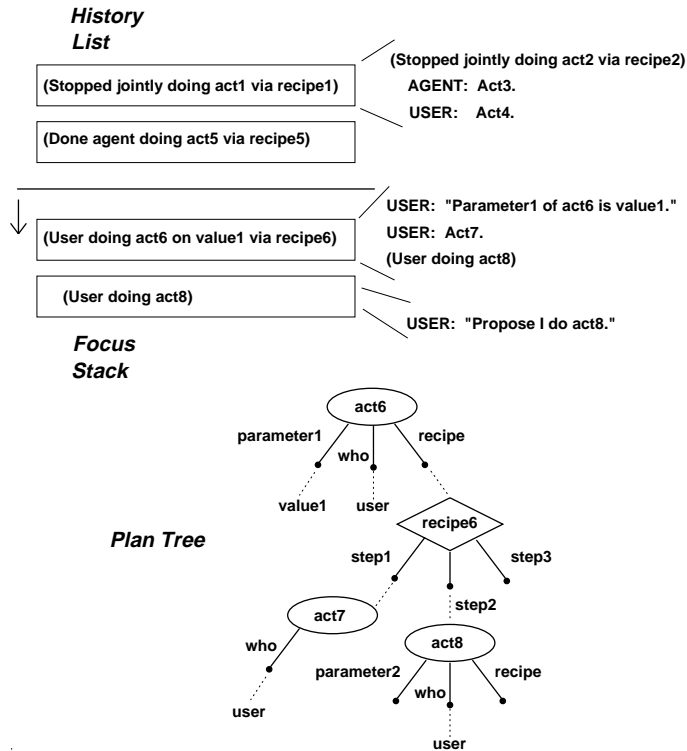 History
List
(Stopped jointly doing act1 via recipe1)
(Stopped jointly doing act2 via recipe2)
AGENT: Act3.
USER: Act4.
(Done agent doing act5 via recipe5)
(User doing act6 on value1 via recipe6)
USER: "Parameter1 of act6 is value1."
USER: Act7.
(User doing act8)
(User doing act8)
USER: "Propose I do act8."
Focus
Stack
act6
parameter1
who
recipe
value1
user
recipe6
Plan Tree
step1
step2
step3
act7
act8
who
user
parameter2
who
recipe
user